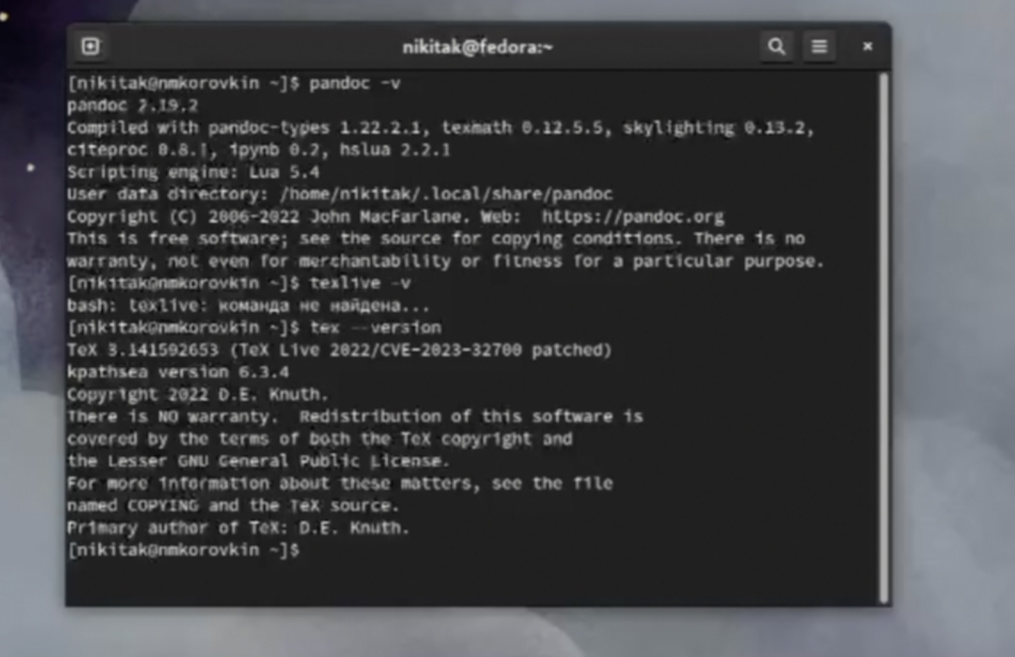 nikitak@fedora:~
[nikitak@nmkorovkin ~]$ pandoc -v
pandoc 2.19.2
Compiled with pandoc-types 1.22.2.1, texmath 0.12.5.5, skylighting 0.13.2,
citeproc 0.8.1, ipynb 0.2, hslua 2.2.1
Scripting engine: Lua 5.4
User data directory: /home/nikitak/.local/share/pandoc
Copyright (C) 2006-2022 John MacFarlane. Web:  https://pandoc.org
This is free software; see the source for copying conditions. There is no
warranty, not even for merchantability or fitness for a particular purpose.
[nikitak@nmkorovkin ~]$ texlive -v
bash: texlive: команда не найдена...
[nikitak@nmkorovkin ~]$ tex --version
TeX 3.141592653 (TeX Live 2022/CVE-2023-32700 patched)
kpathsea version 6.3.4
Copyright 2022 D.E. Knuth.
There is NO warranty.  Redistribution of this software is
covered by the terms of both the TeX copyright and
the Lesser GNU General Public License.
For more information about these matters, see the file
named COPYING and the TeX source.
Primary author of TeX: D.E. Knuth.
[nikitak@nmkorovkin ~]$